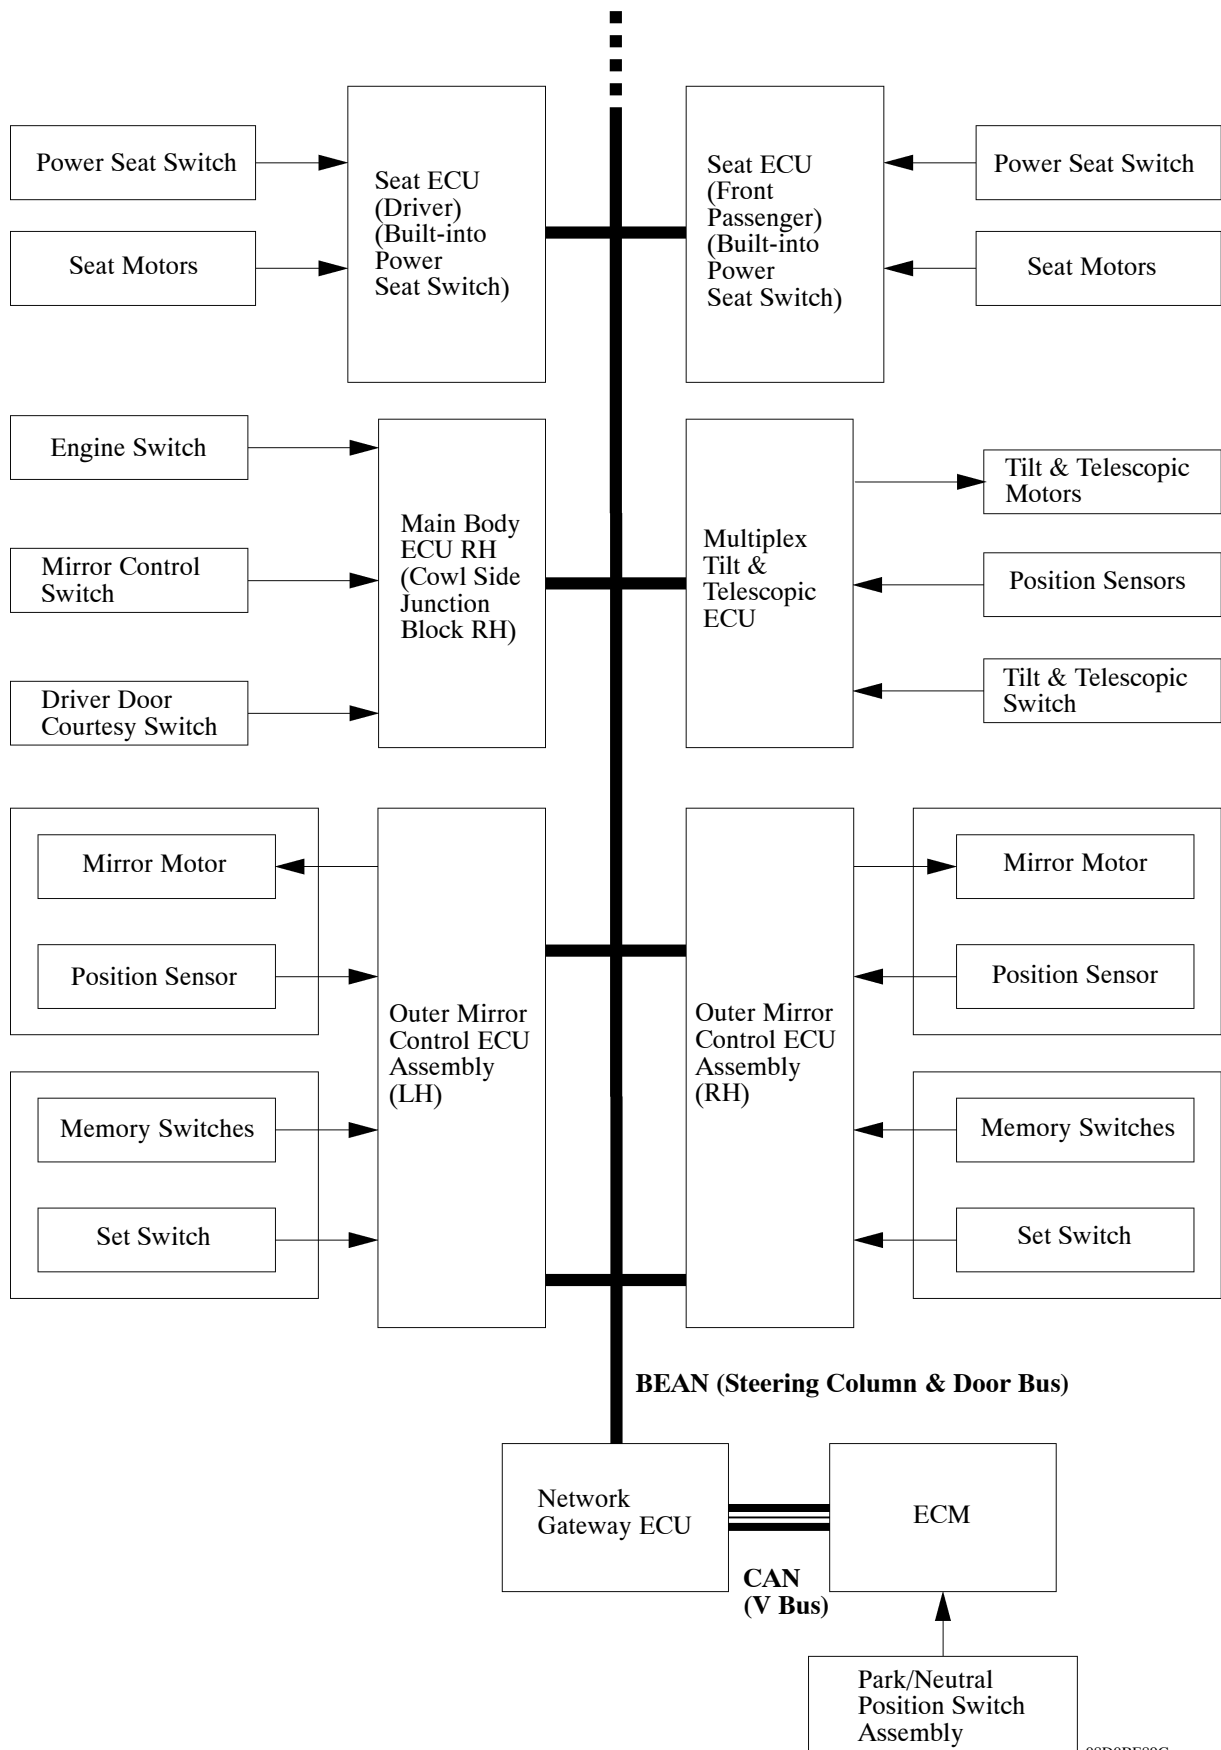 Power Seat Switch
Seat Motors
Seat ECU
(Driver)
(Built-into
Power
Seat Switch)
Seat ECU
(Front
Passenger)
(Built-into
Power
Seat Switch)
Power Seat Switch
Seat Motors
Engine Switch
Mirror Control
Switch
Driver Door
Courtesy Switch
Main Body
ECU RH
(Cowl Side
Junction
Block RH)
Multiplex
Tilt &
Telescopic
ECU
Tilt & Telescopic
Motors
Position Sensors
Tilt & Telescopic
Switch
Mirror Motor
Position Sensor
Memory Switches
Set Switch
Outer Mirror
Control ECU
Assembly
(LH)
Outer Mirror
Control ECU
Assembly
(RH)
Mirror Motor
Position Sensor
Memory Switches
Set Switch
BEAN (Steering Column & Door Bus)
Network
Gateway ECU
ECM
CAN
(V Bus)
Park/Neutral
Position Switch
Assembly